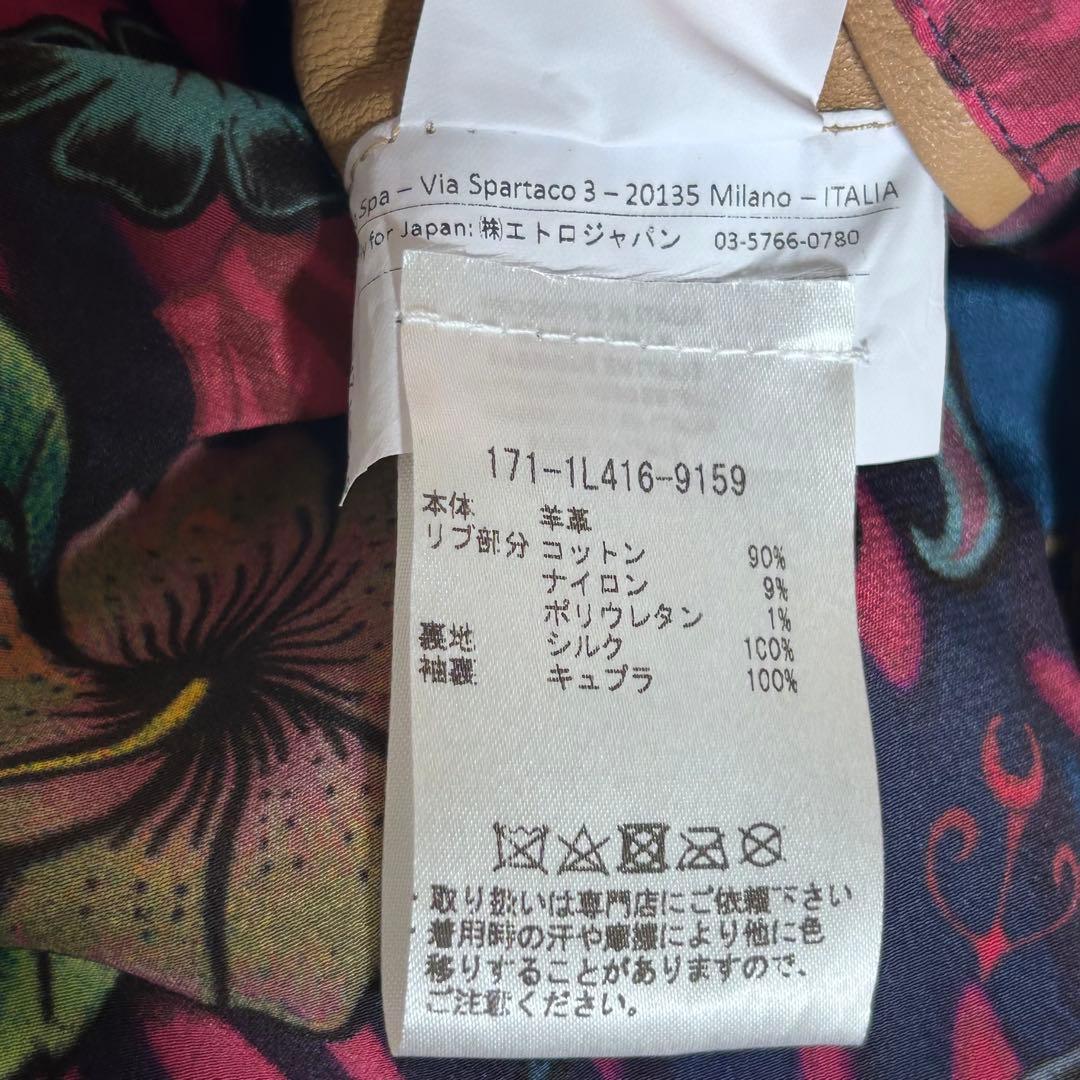 Spa – Via Spartaco 3 – 20135 Milano – ITALIA
for Japan: ㈱エトロジャパン 03-5766-0780
171-1L416-9159
本体 羊革
リブ部分 コットン 90%
ナイロン 9%
ポリウレタン 1%
裏地 シルク 100%
袖裏 キュプラ 100%
・取り扱いは専門店にご依頼下さい
・着用時の汗や摩擦により他に色
移りすることがありますので、
ご注意ください。